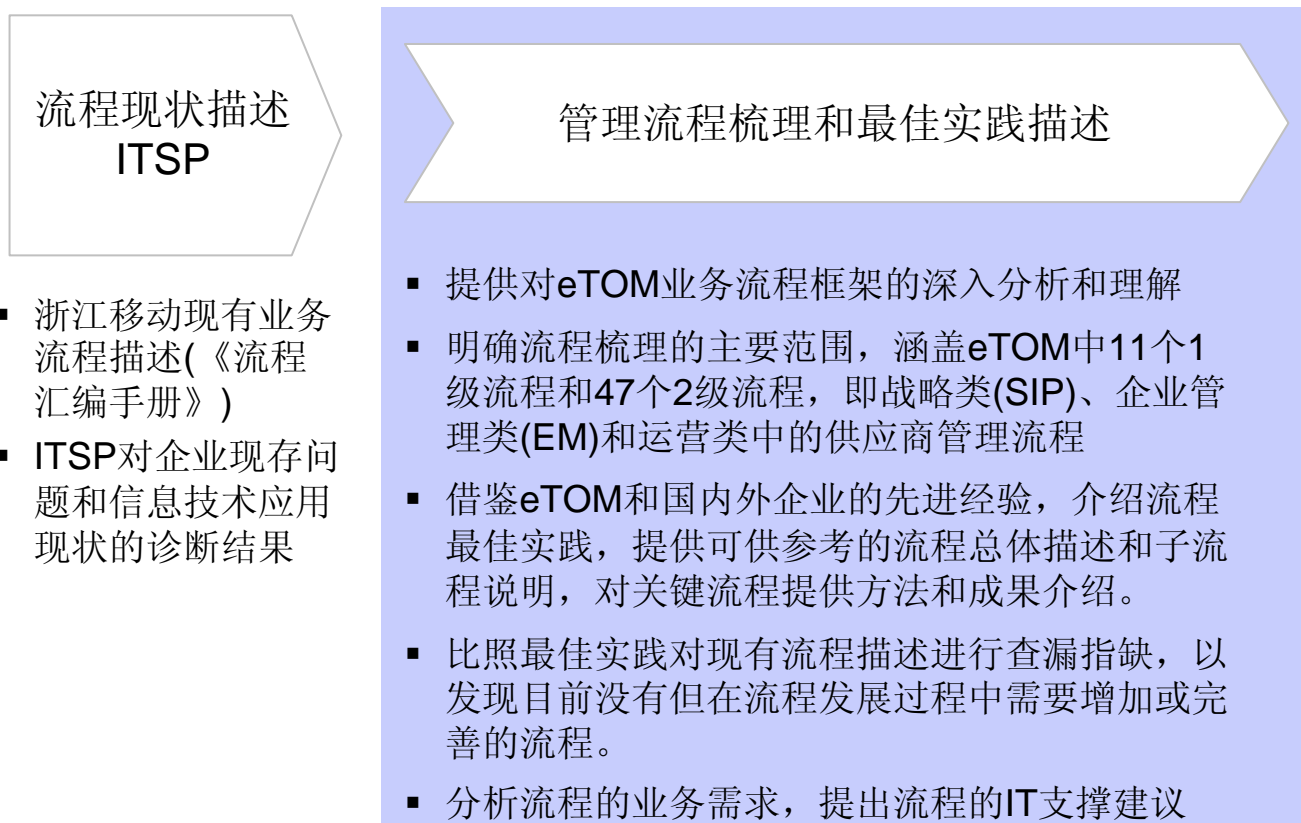 流程现状描述
ITSP
▪ 浙江移动现有业务
流程描述(《流程
汇编手册》)
▪ ITSP对企业现存问
题和信息技术应用
现状的诊断结果
管理流程梳理和最佳实践描述
▪ 提供对eTOM业务流程框架的深入分析和理解
▪ 明确流程梳理的主要范围，涵盖eTOM中11个1
级流程和47个2级流程，即战略类(SIP)、企业管
理类(EM)和运营类中的供应商管理流程
▪ 借鉴eTOM和国内外企业的先进经验，介绍流程
最佳实践，提供可供参考的流程总体描述和子流
程说明，对关键流程提供方法和成果介绍。
▪ 比照最佳实践对现有流程描述进行查漏指缺，以
发现目前没有但在流程发展过程中需要增加或完
善的流程。
▪ 分析流程的业务需求，提出流程的IT支撑建议